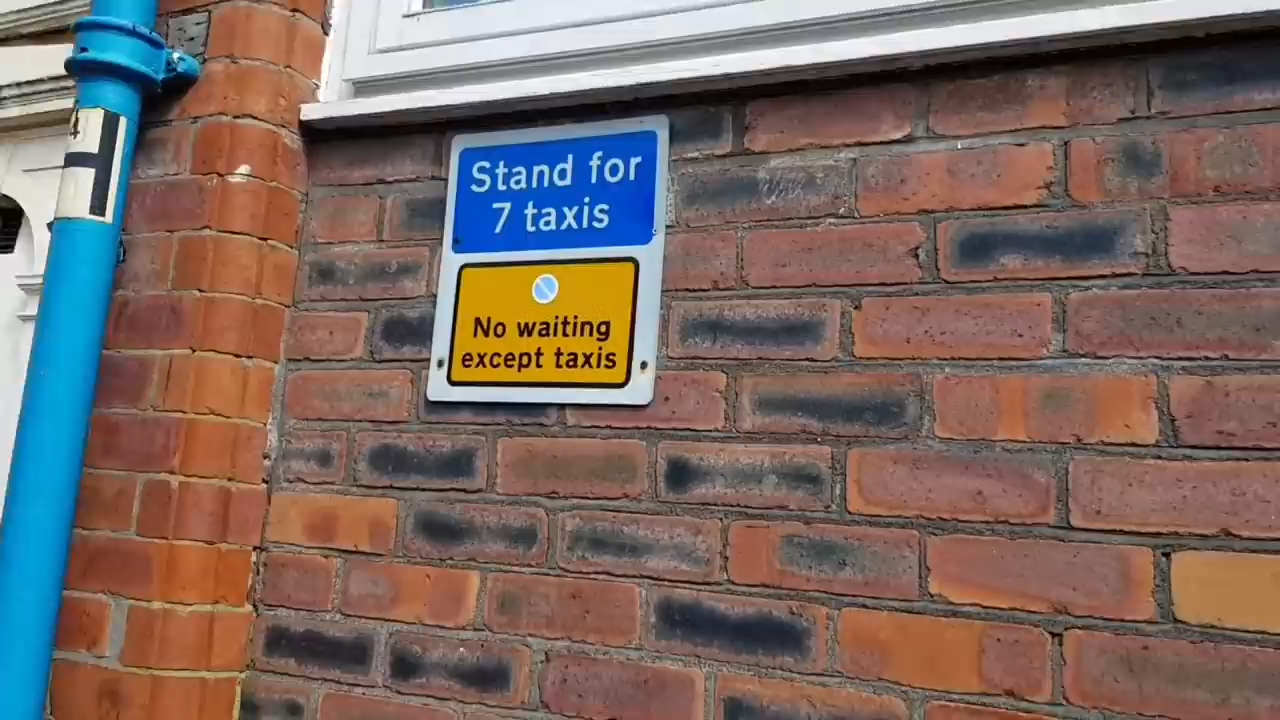 Stand for
7 taxis
No waiting
except taxis